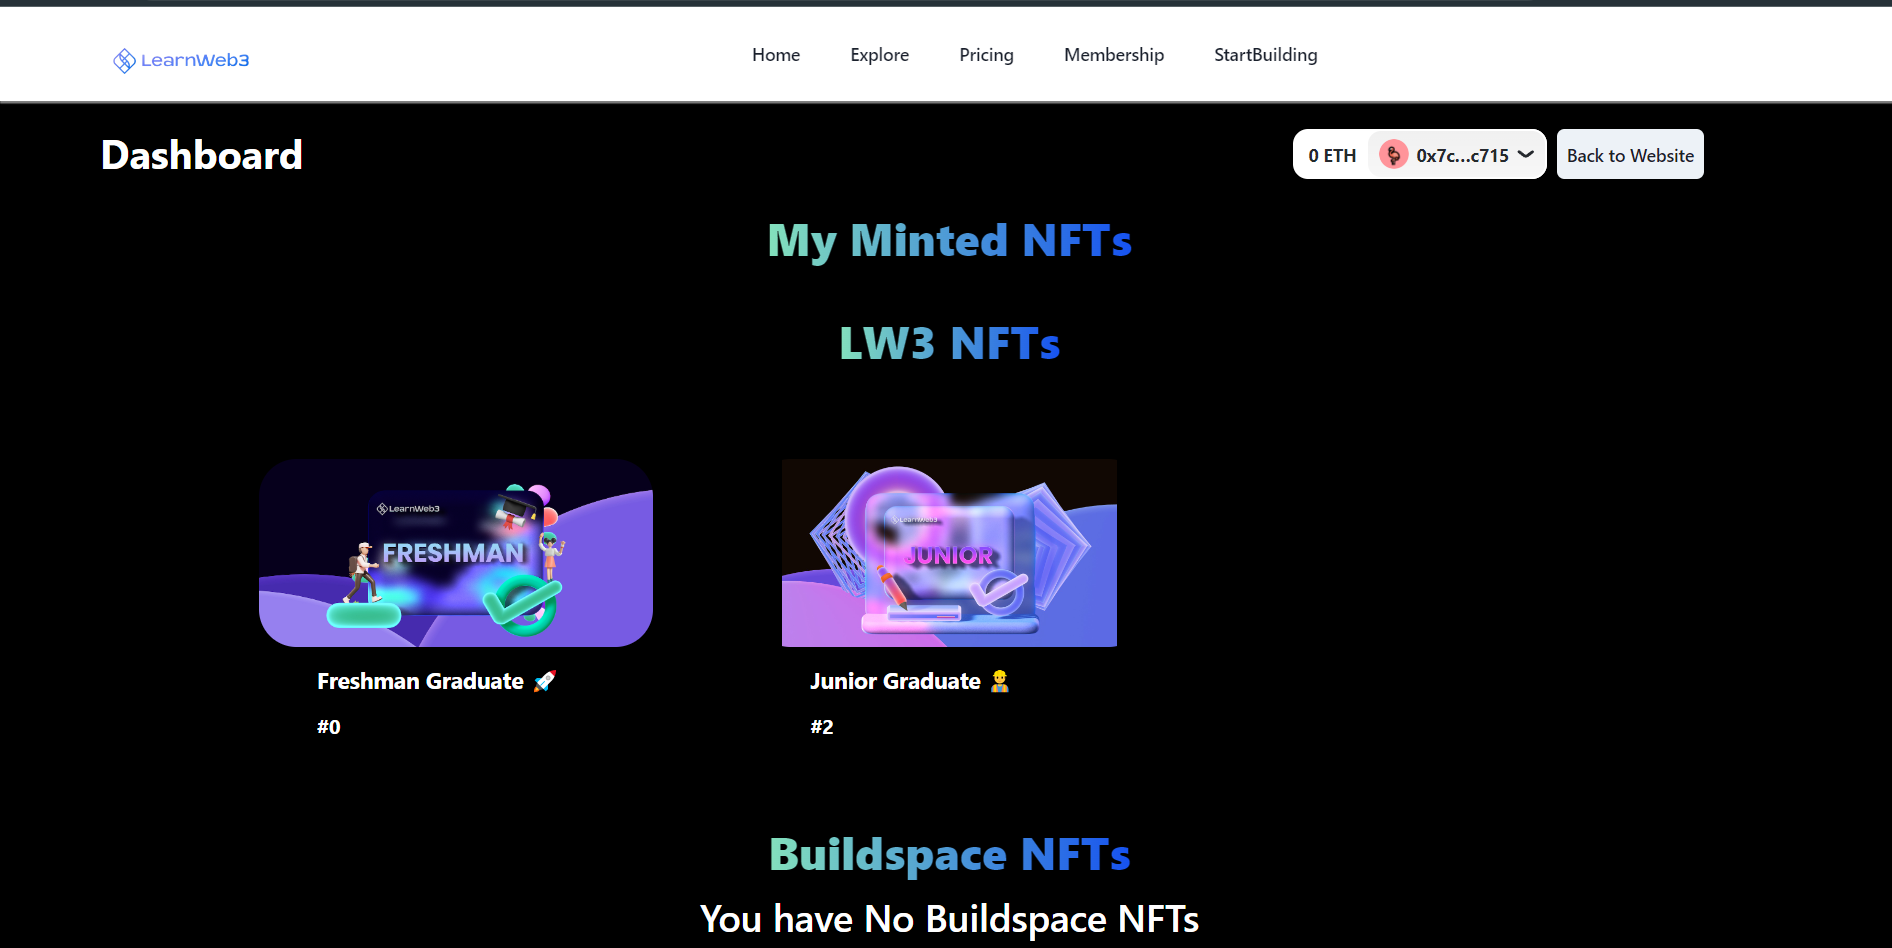 LearnWeb3
Home Explore Pricing Membership StartBuilding
Dashboard
0 ETH 0x7c...c715 Back to Website
My Minted NFTs
LW3 NFTs
LearnWeb3
FRESHMAN
LearnWeb3
JUNIOR
Freshman Graduate 🚀
#0
Junior Graduate 👷
#2
Buildspace NFTs
You have No Buildspace NFTs